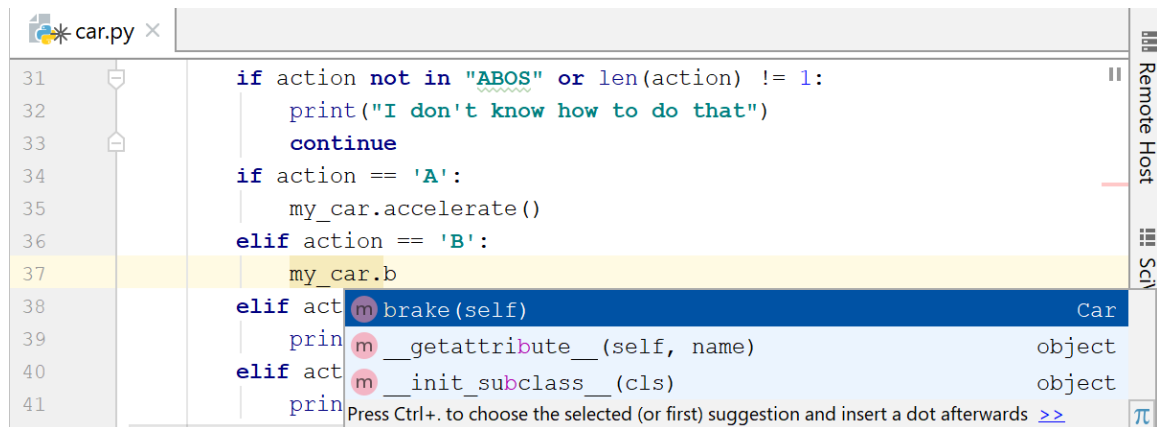 car.py
31 if action not in "ABOS" or len(action) != 1:
32 print("I don't know how to do that")
33 continue
34 if action == 'A':
35 my_car.accelerate()
36 elif action == 'B':
37 my_car.b
38 elif act
m brake(self) Car
39 prin
m __getattribute__(self, name) object
40 elif act
m __init_subclass__(cls) object
41 prin
Press Ctrl+. to choose the selected (or first) suggestion and insert a dot afterwards >>
π
Remote Host
SciV